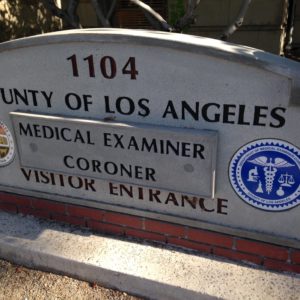 1104
UNTY OF LOS ANGELES
MEDICAL EXAMINER
CORONER
VISITOR ENTRANCE